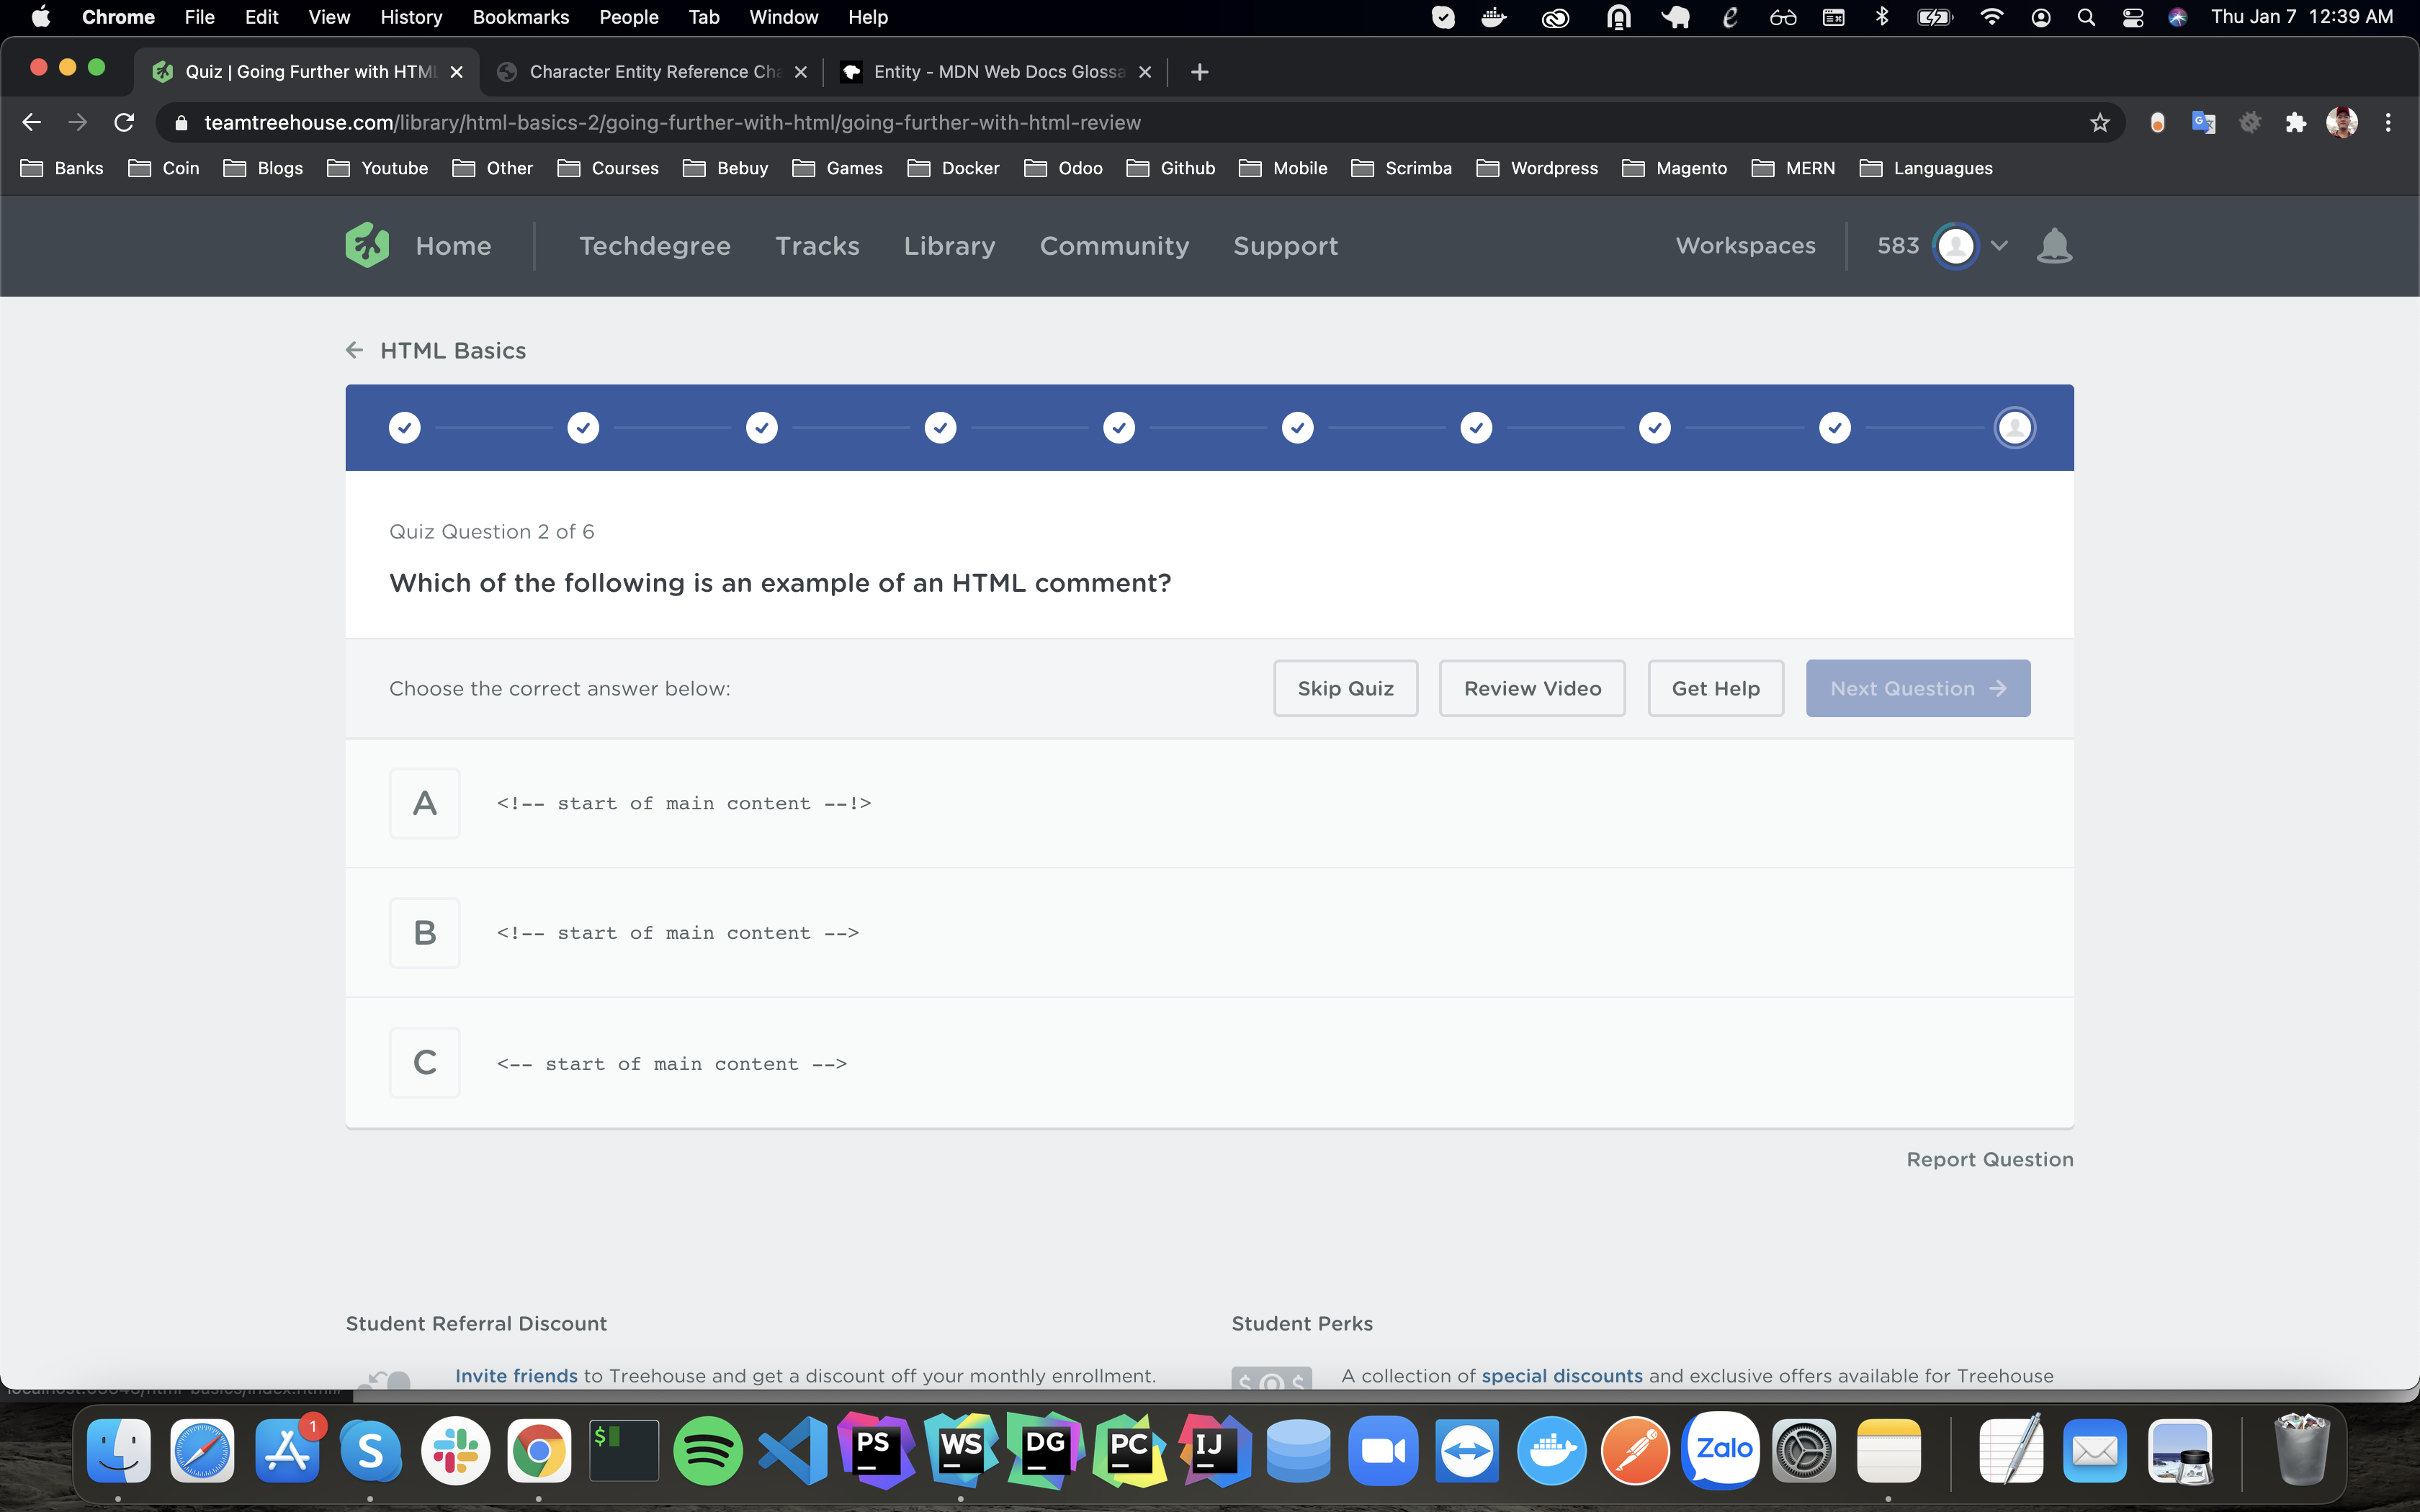 Chrome File Edit View History Bookmarks People Tab Window Help Thu Jan 7 12:39 AM
Quiz | Going Further with HTML Character Entity Reference Cha Entity - MDN Web Docs Glossa
teamtreehouse.com/library/html-basics-2/going-further-with-html/going-further-with-html-review
Banks Coin Blogs Youtube Other Courses Bebuy Games Docker Odoo Github Mobile Scrimba Wordpress Magento MERN Languagues
Home Techdegree Tracks Library Community Support Workspaces 583
HTML Basics
Quiz Question 2 of 6
Which of the following is an example of an HTML comment?
Choose the correct answer below: Skip Quiz Review Video Get Help Next Question
A <!-- start of main content --!>
B <!-- start of main content -->
C <-- start of main content -->
Report Question
Student Referral Discount Student Perks
Invite friends to Treehouse and get a discount off your monthly enrollment. A collection of special discounts and exclusive offers available for Treehouse
1
S $ PS WS DG PC IJ Zalo